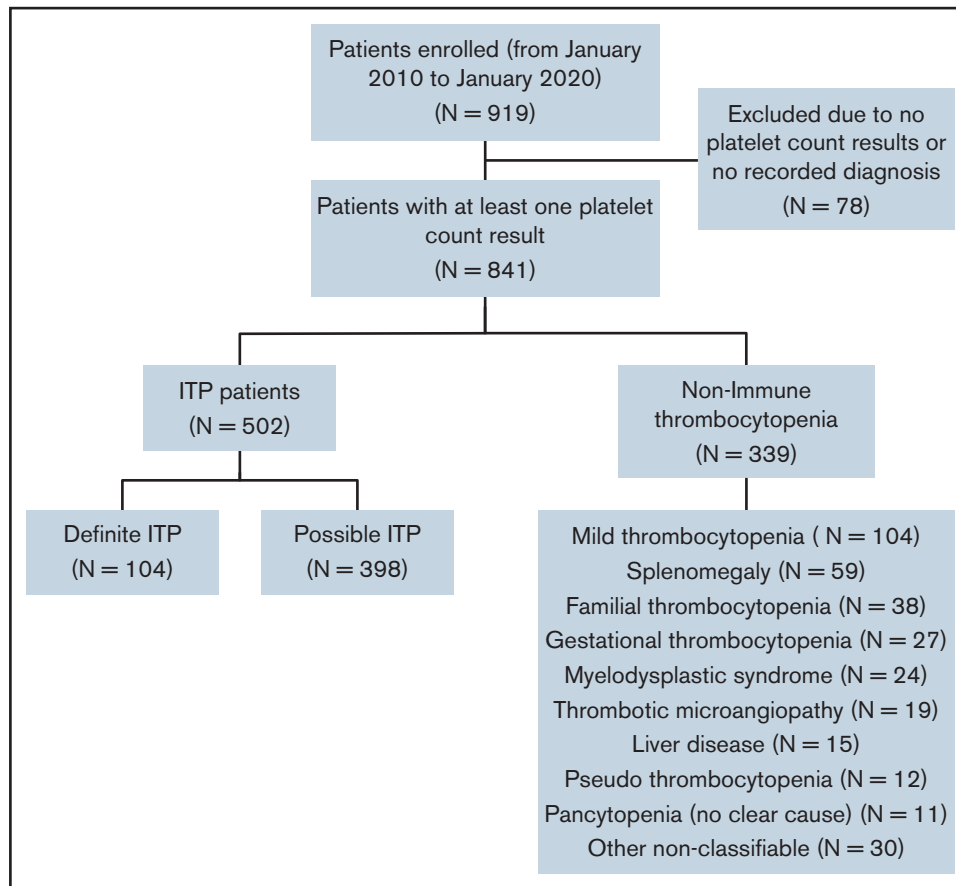 Patients enrolled (from January
2010 to January 2020)
(N = 919)
Excluded due to no
platelet count results or
no recorded diagnosis
(N = 78)
Patients with at least one platelet
count result
(N = 841)
ITP patients
(N = 502)
Non-Immune
thrombocytopenia
(N = 339)
Definite ITP
(N = 104)
Possible ITP
(N = 398)
Mild thrombocytopenia ( N = 104)
Splenomegaly (N = 59)
Familial thrombocytopenia (N = 38)
Gestational thrombocytopenia (N = 27)
Myelodysplastic syndrome (N = 24)
Thrombotic microangiopathy (N = 19)
Liver disease (N = 15)
Pseudo thrombocytopenia (N = 12)
Pancytopenia (no clear cause) (N = 11)
Other non-classifiable (N = 30)